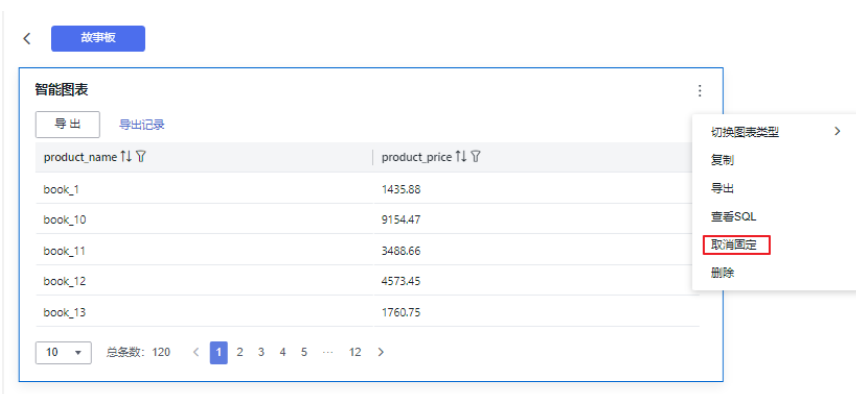 故事板
智能图表
导出 导出记录
product_name product_price
book_1 1435.88
book_10 9154.47
book_11 3488.66
book_12 4573.45
book_13 1760.75
10 总条数: 120 < 1 2 3 4 5 ... 12 >
切换图表类型
复制
导出
查看SQL
取消固定
删除